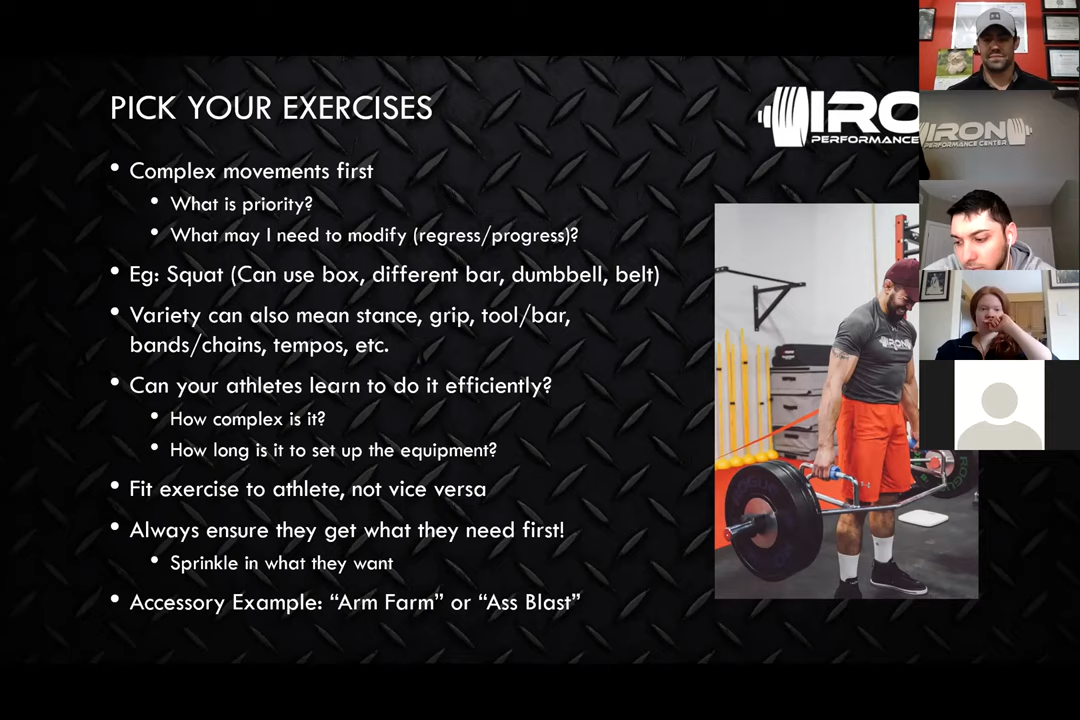 PICK YOUR EXERCISES
IRO
PERFORMANCE
• Complex movements first
• What is priority?
• What may I need to modify (regress/progress)?
• Eg: Squat (Can use box, different bar, dumbbell, belt)
• Variety can also mean stance, grip, tool/bar,
bands/chains, tempos, etc.
• Can your athletes learn to do it efficiently?
• How complex is it?
• How long is it to set up the equipment?
• Fit exercise to athlete, not vice versa
• Always ensure they get what they need first!
• Sprinkle in what they want
• Accessory Example: “Arm Farm” or “Ass Blast”
IRON
PERFORMANCE CENTER
IRON
ROGUE